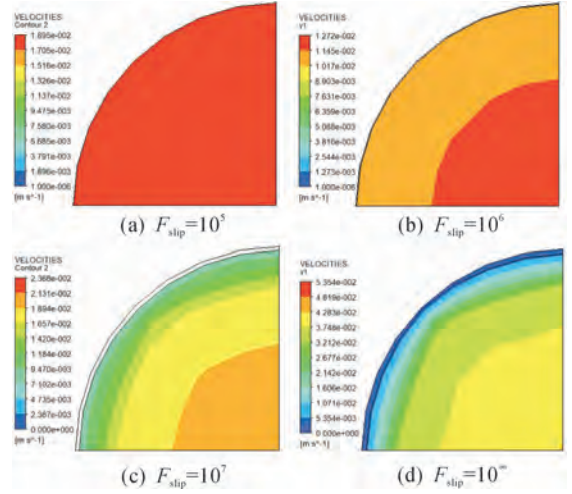 VELOCITIES
Contour 2
1.895e-002
1.705e-002
1.516e-002
1.326e-002
1.137e-002
9.475e-003
7.580e-003
5.685e-003
3.791e-003
1.896e-003
1.000e-006
[m s^-1]
(a) F_slip=10^5
VELOCITIES
v1
1.272e-002
1.145e-002
1.017e-002
8.903e-003
7.631e-003
6.359e-003
5.088e-003
3.816e-003
2.544e-003
1.273e-003
1.000e-006
[m s^-1]
(b) F_slip=10^6
VELOCITIES
Contour 2
2.368e-002
2.131e-002
1.894e-002
1.657e-002
1.420e-002
1.184e-002
9.470e-003
7.102e-003
4.735e-003
2.367e-003
0.000e+000
[m s^-1]
(c) F_slip=10^7
VELOCITIES
v1
5.354e-002
4.819e-002
4.283e-002
3.748e-002
3.212e-002
2.677e-002
2.142e-002
1.606e-002
1.071e-002
5.354e-003
[m s^-1]
(d) F_slip=10^∞